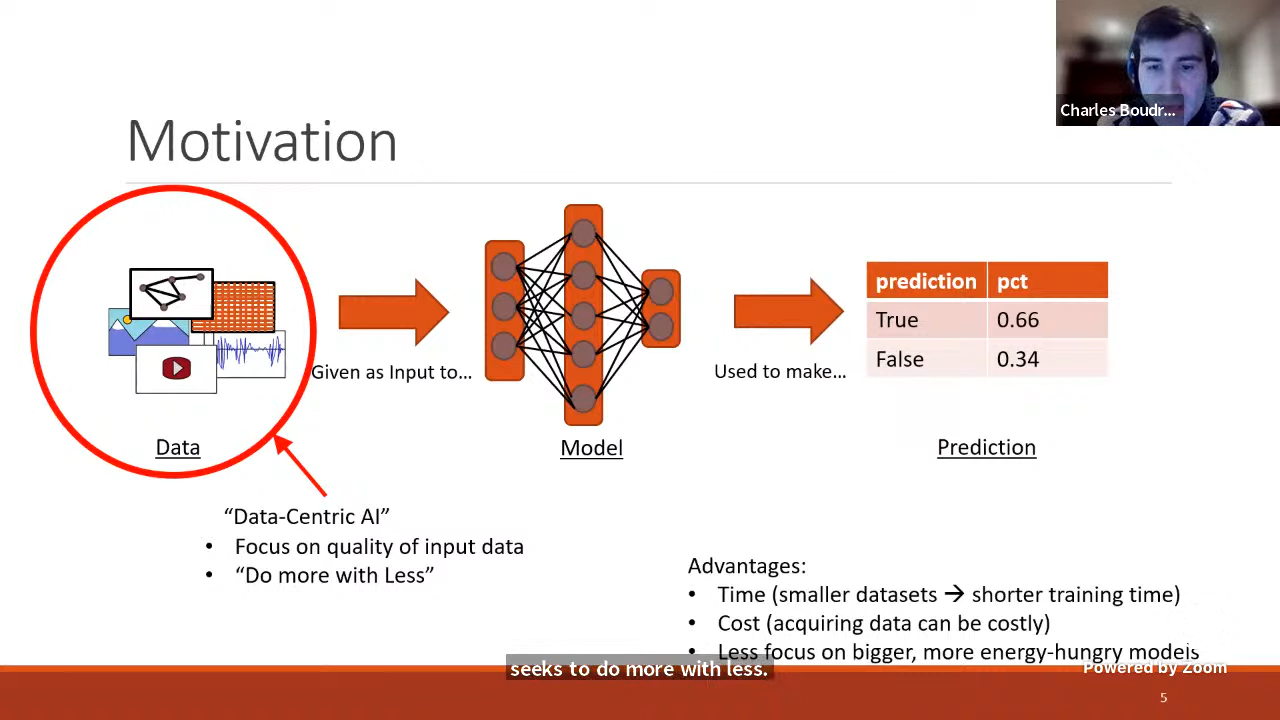 Charles Boudr...
Motivation
prediction pct
True 0.66
False 0.34
Given as Input to...
Used to make...
Data
Model
Prediction
“Data-Centric AI”
• Focus on quality of input data
• “Do more with Less”
Advantages:
• Time (smaller datasets → shorter training time)
• Cost (acquiring data can be costly)
• Less focus on bigger, more energy-hungry models
seeks to do more with less.
Powered by Zoom
5